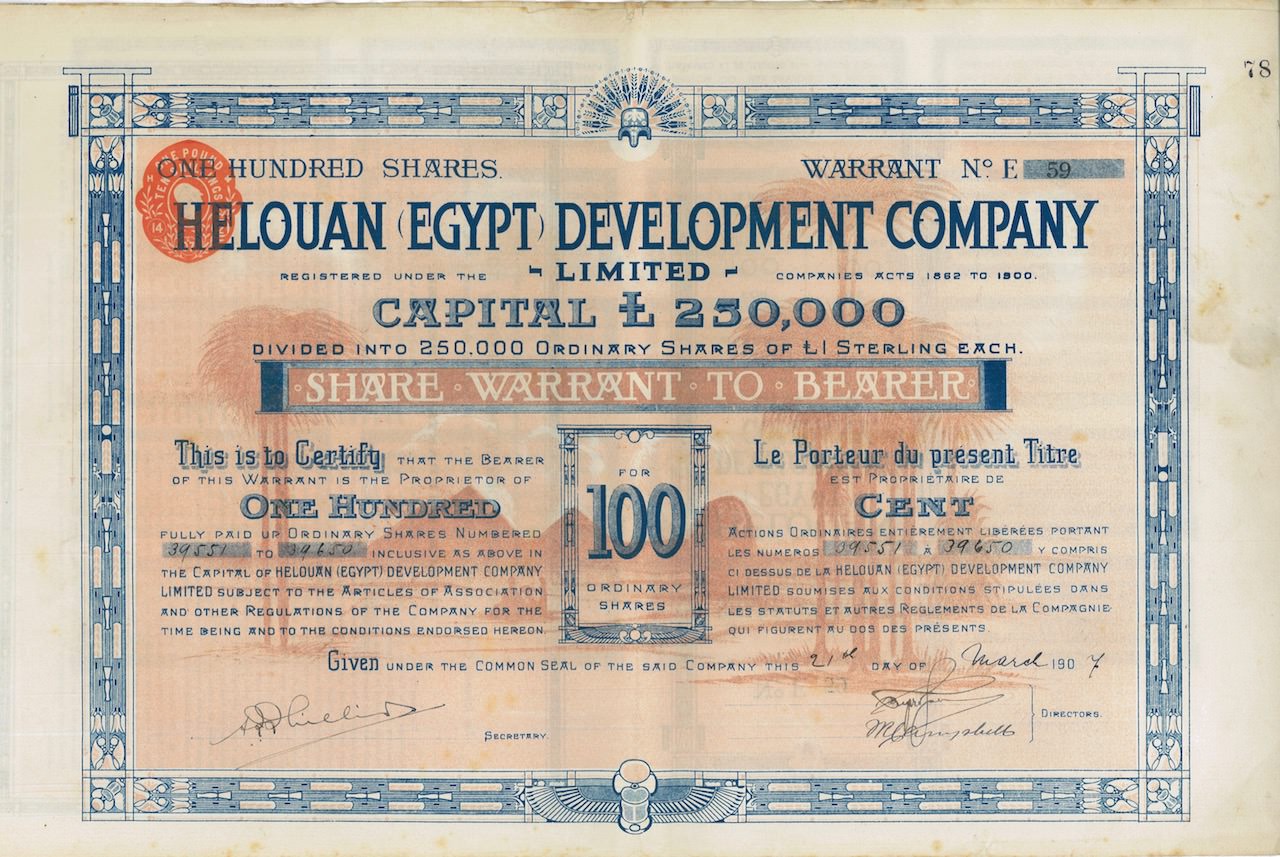 78
ONE HUNDRED SHARES.
WARRANT No. E 59
HELOUAN (EGYPT) DEVELOPMENT COMPANY
REGISTERED UNDER THE - LIMITED - COMPANIES ACTS 1862 TO 1900.
CAPITAL £ 250,000
DIVIDED INTO 250.000 ORDINARY SHARES OF £1 STERLING EACH.
SHARE · WARRANT · TO · BEARER
This is to Certify THAT THE BEARER
OF THIS WARRANT IS THE PROPRIETOR OF
ONE HUNDRED
FULLY PAID UP ORDINARY SHARES NUMBERED
39551 TO 39650 INCLUSIVE AS ABOVE IN
THE CAPITAL OF HELOUAN (EGYPT) DEVELOPMENT COMPANY
LIMITED SUBJECT TO THE ARTICLES OF ASSOCIATION
AND OTHER REGULATIONS OF THE COMPANY FOR THE
TIME BEING AND TO THE CONDITIONS ENDORSED HEREON.
FOR
100
ORDINARY
SHARES
Le Porteur du présent Titre
EST PROPRIÉTAIRE DE
CENT
ACTIONS ORDINAIRES ENTIÈREMENT LIBÉRÉES PORTANT
LES NUMEROS 39551 À 39650 Y COMPRIS
CI DESSUS DE LA HELOUAN (EGYPT) DEVELOPMENT COMPANY
LIMITED SOUMISES AUX CONDITIONS STIPULÉES DANS
LES STATUTS ET AUTRES REGLEMENTS DE LA COMPAGNIE
QUI FIGURENT AU DOS DES PRÉSENTS.
Given UNDER THE COMMON SEAL OF THE SAID COMPANY THIS 21st DAY OF March 1907
SECRETARY.
M Campbell
DIRECTORS.